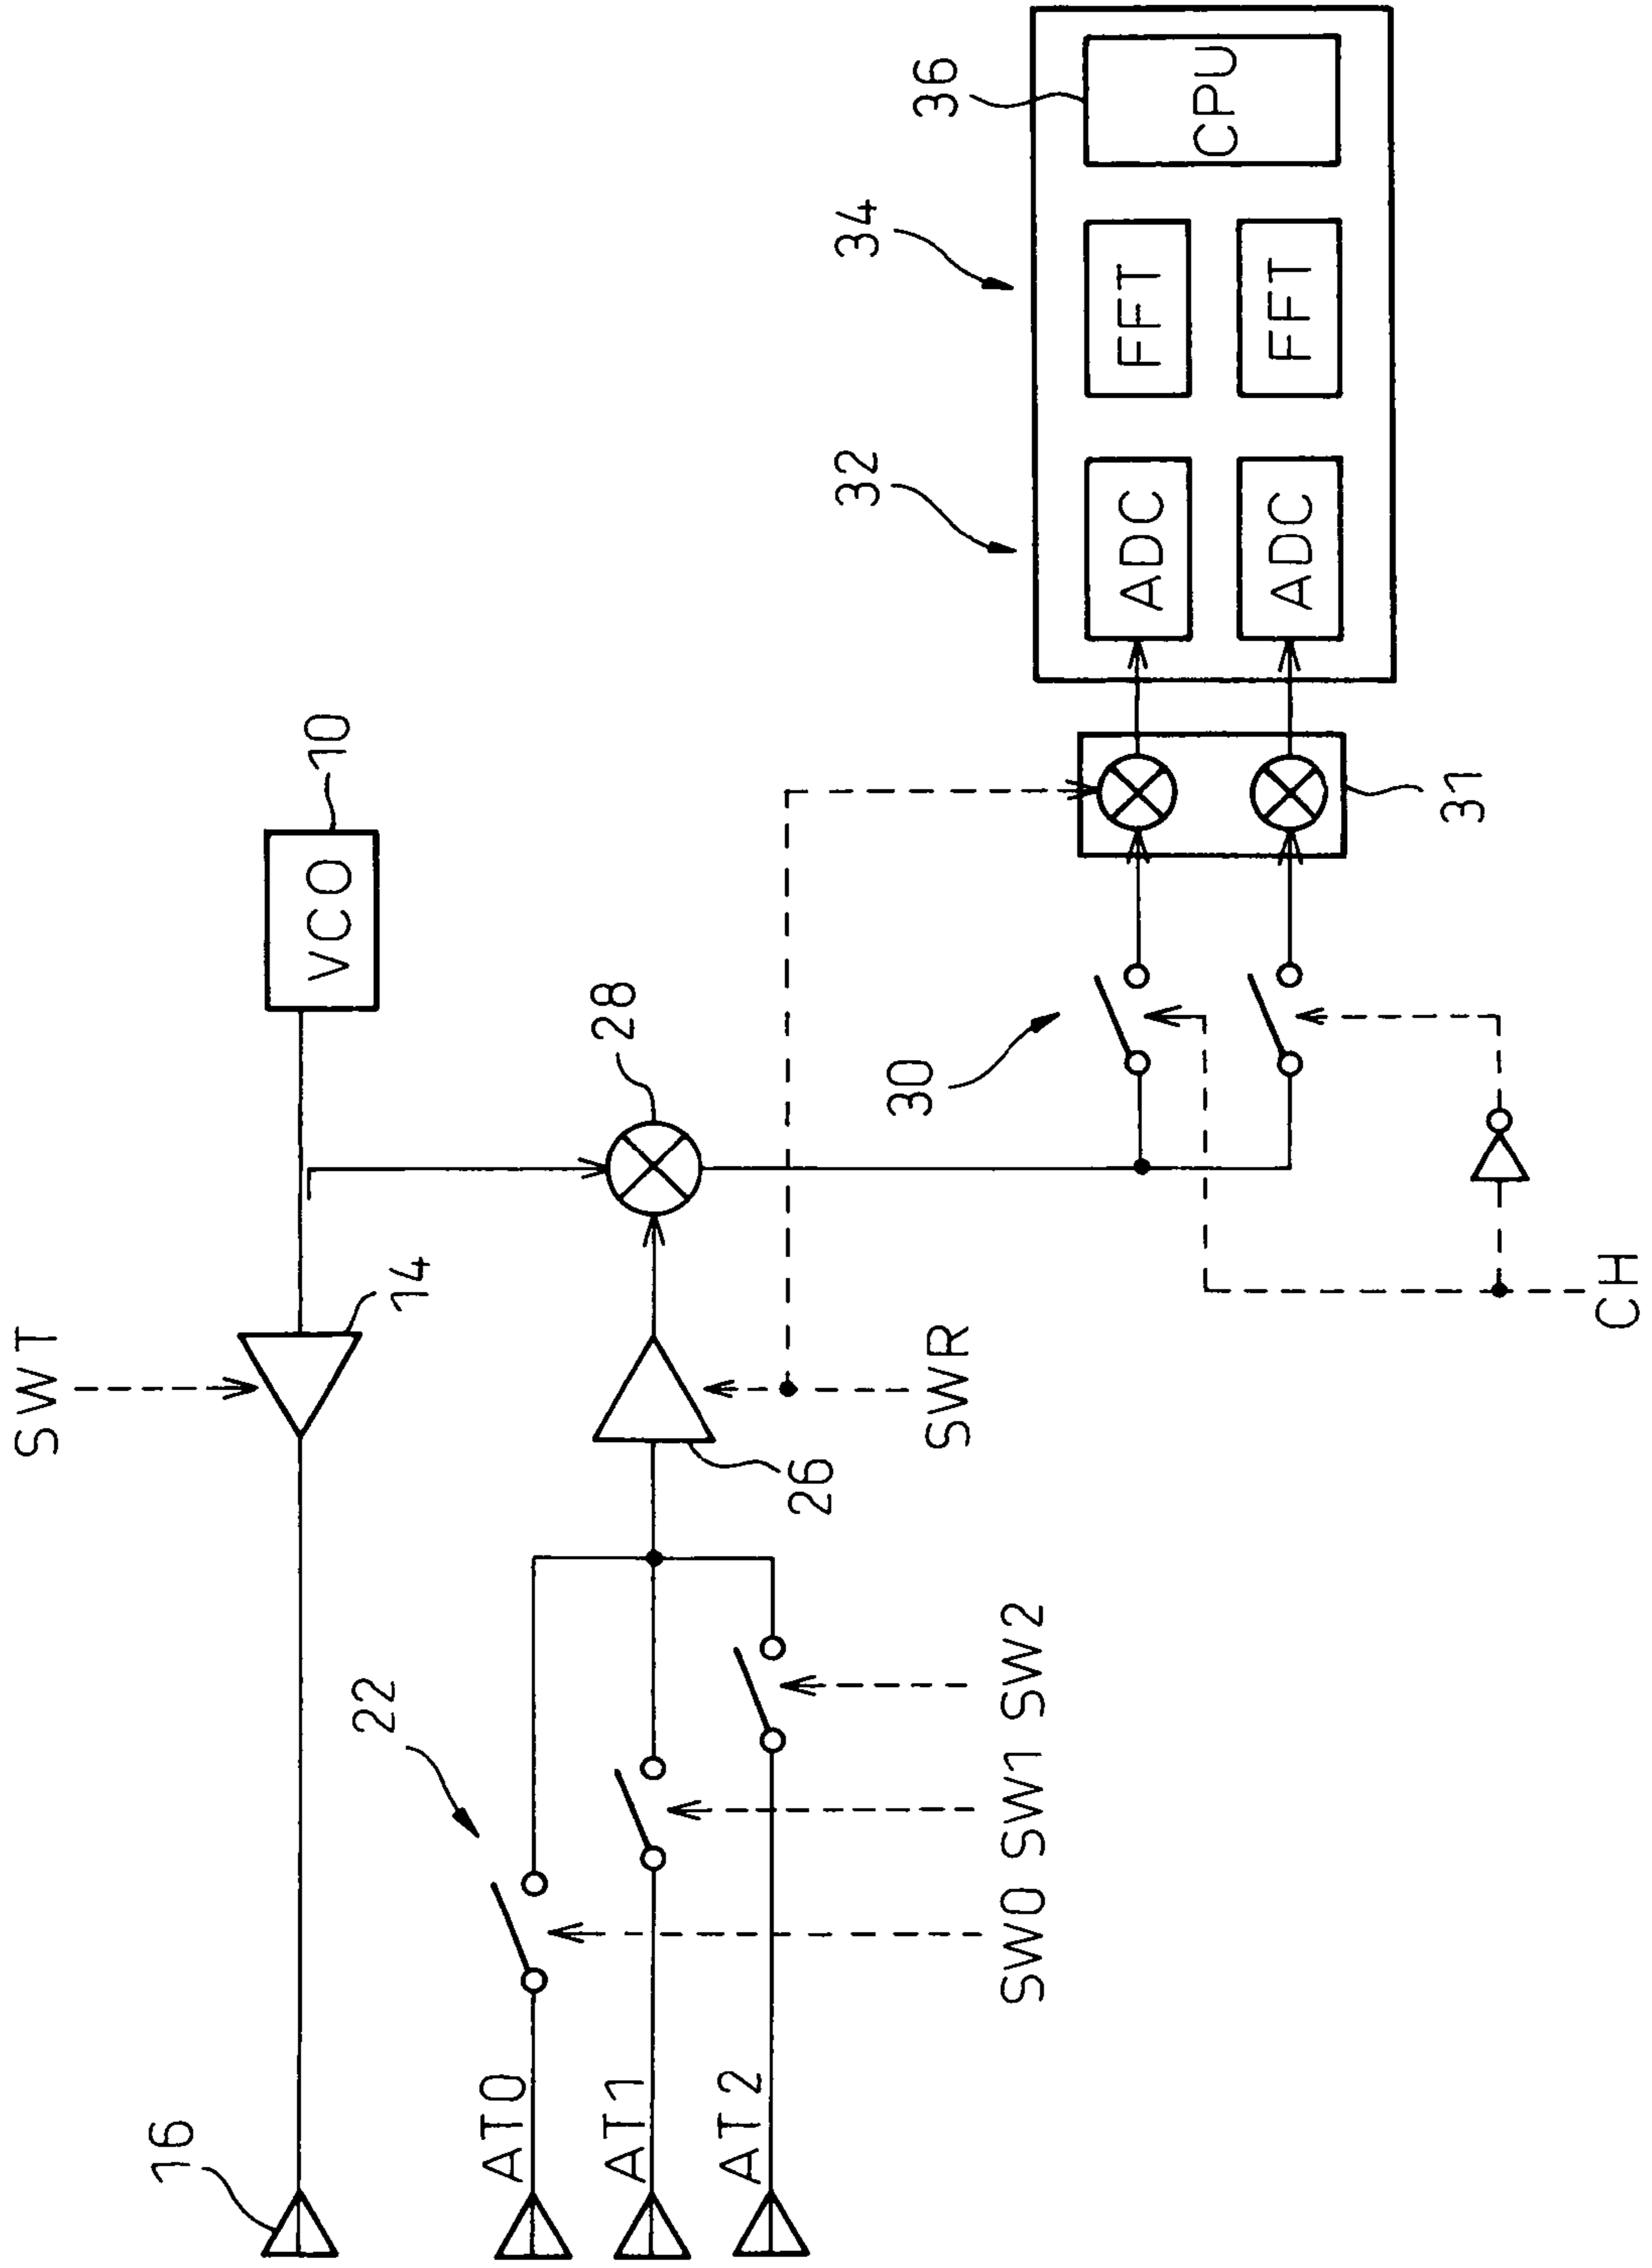 16
SWT
14
VCO
10
AT0
AT1
AT2
22
SW0 SW1 SW2
26
SWR
28
30
CH
31
32
34
36
ADC
FFT
CPU
ADC
FFT